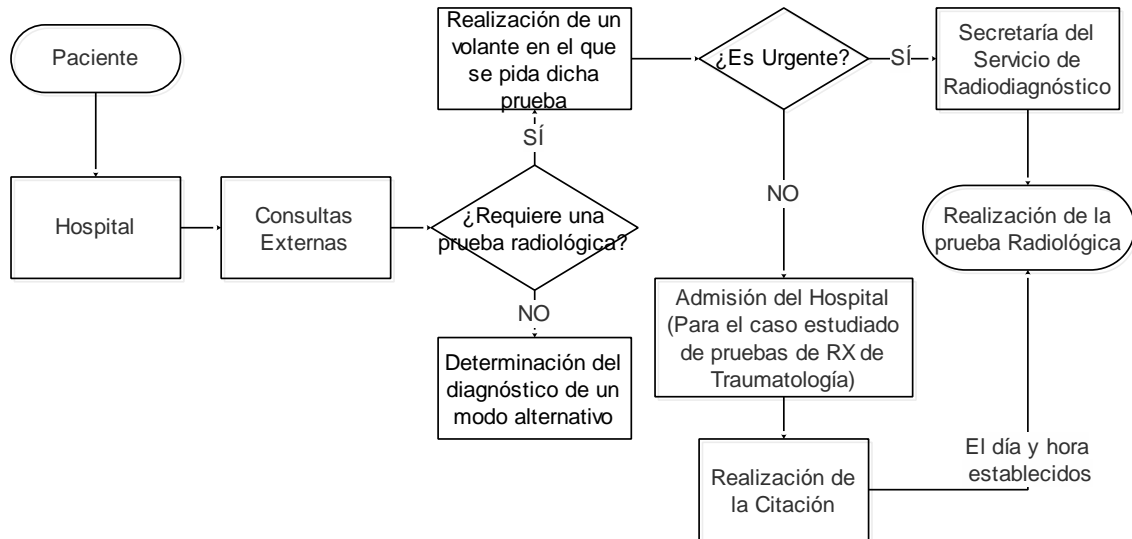 Paciente
Hospital
Consultas
Externas
¿Requiere una
prueba radiológica?
SÍ
NO
Determinación del
diagnóstico de un
modo alternativo
Realización de un
volante en el que
se pida dicha
prueba
¿Es Urgente?
SÍ
NO
Secretaría del
Servicio de
Radiodiagnóstico
Realización de la
prueba Radiológica
Admisión del Hospital
(Para el caso estudiado
de pruebas de RX de
Traumatología)
Realización de
la Citación
El día y hora
establecidos